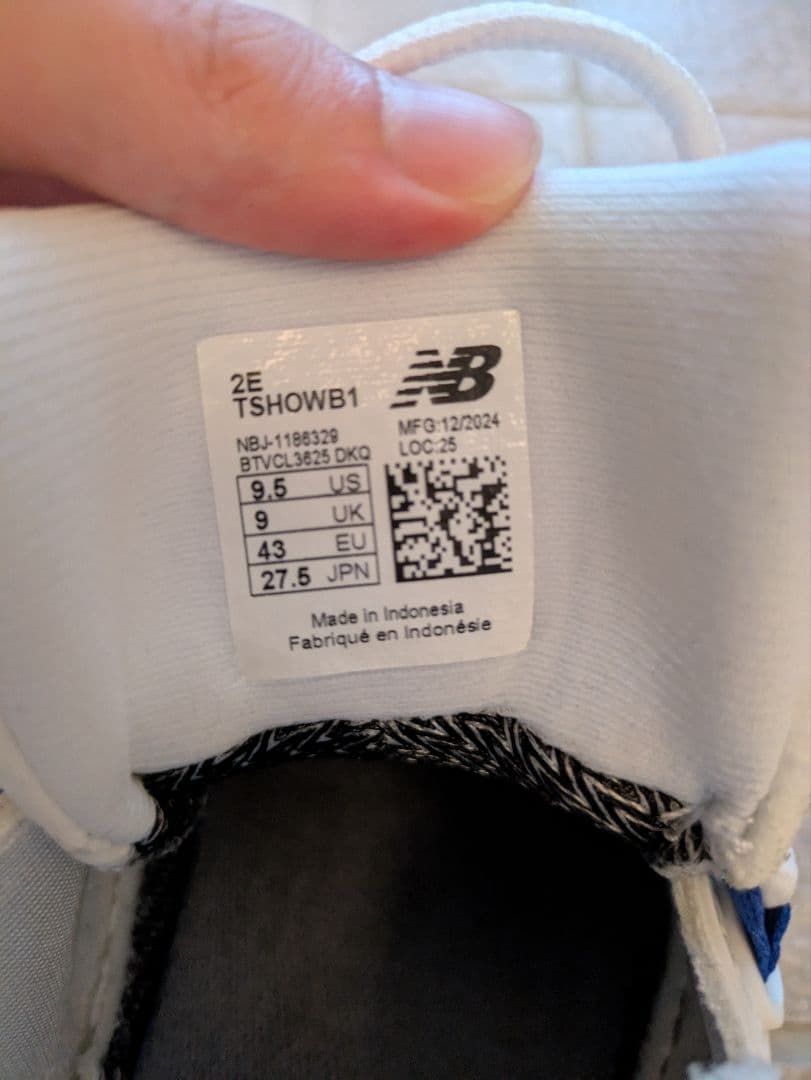 2E
TSHOWB1
NB
NBJ-1186329
BTVCL3625 DKQ
MFG:12/2024
LOC:25
9.5 US
9 UK
43 EU
27.5 JPN
Made in Indonesia
Fabriqué en Indonésie